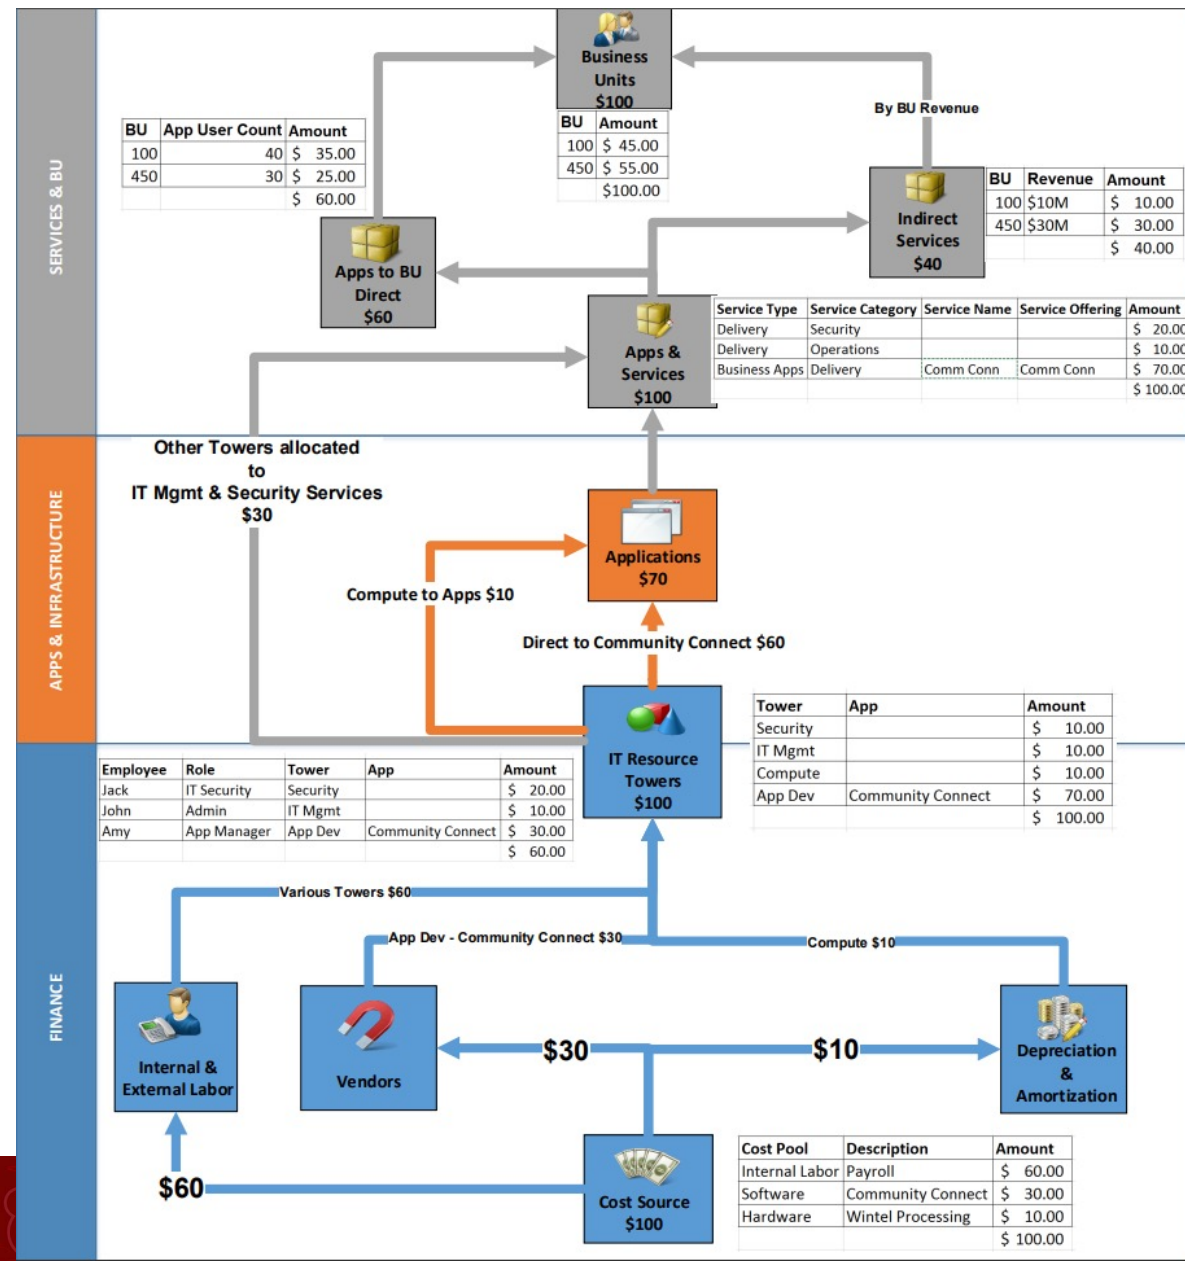 SERVICES & BU
Business
Units
$100
BU Amount
100 $ 45.00
450 $ 55.00
$100.00
By BU Revenue
BU App User Count Amount
100 40 $ 35.00
450 30 $ 25.00
$ 60.00
Apps to BU
Direct
$60
Indirect
Services
$40
BU Revenue Amount
100 $10M $ 10.00
450 $30M $ 30.00
$ 40.00
Apps &
Services
$100
Service Type Service Category Service Name Service Offering Amount
Delivery Security $ 20.00
Delivery Operations $ 10.00
Business Apps Delivery Comm Conn Comm Conn $ 70.00
$ 100.00
APPS & INFRASTRUCTURE
Other Towers allocated
to
IT Mgmt & Security Services
$30
Applications
$70
Compute to Apps $10
Direct to Community Connect $60
IT Resource
Towers
$100
Tower App Amount
Security $ 10.00
IT Mgmt $ 10.00
Compute $ 10.00
App Dev Community Connect $ 70.00
$ 100.00
FINANCE
Employee Role Tower App Amount
Jack IT Security Security $ 20.00
John Admin IT Mgmt $ 10.00
Amy App Manager App Dev Community Connect $ 30.00
$ 60.00
Various Towers $60
App Dev - Community Connect $30
Compute $10
Internal &
External Labor
Vendors
Depreciation
&
Amortization
$30
$10
$60
Cost Source
$100
Cost Pool Description Amount
Internal Labor Payroll $ 60.00
Software Community Connect $ 30.00
Hardware Wintel Processing $ 10.00
$ 100.00